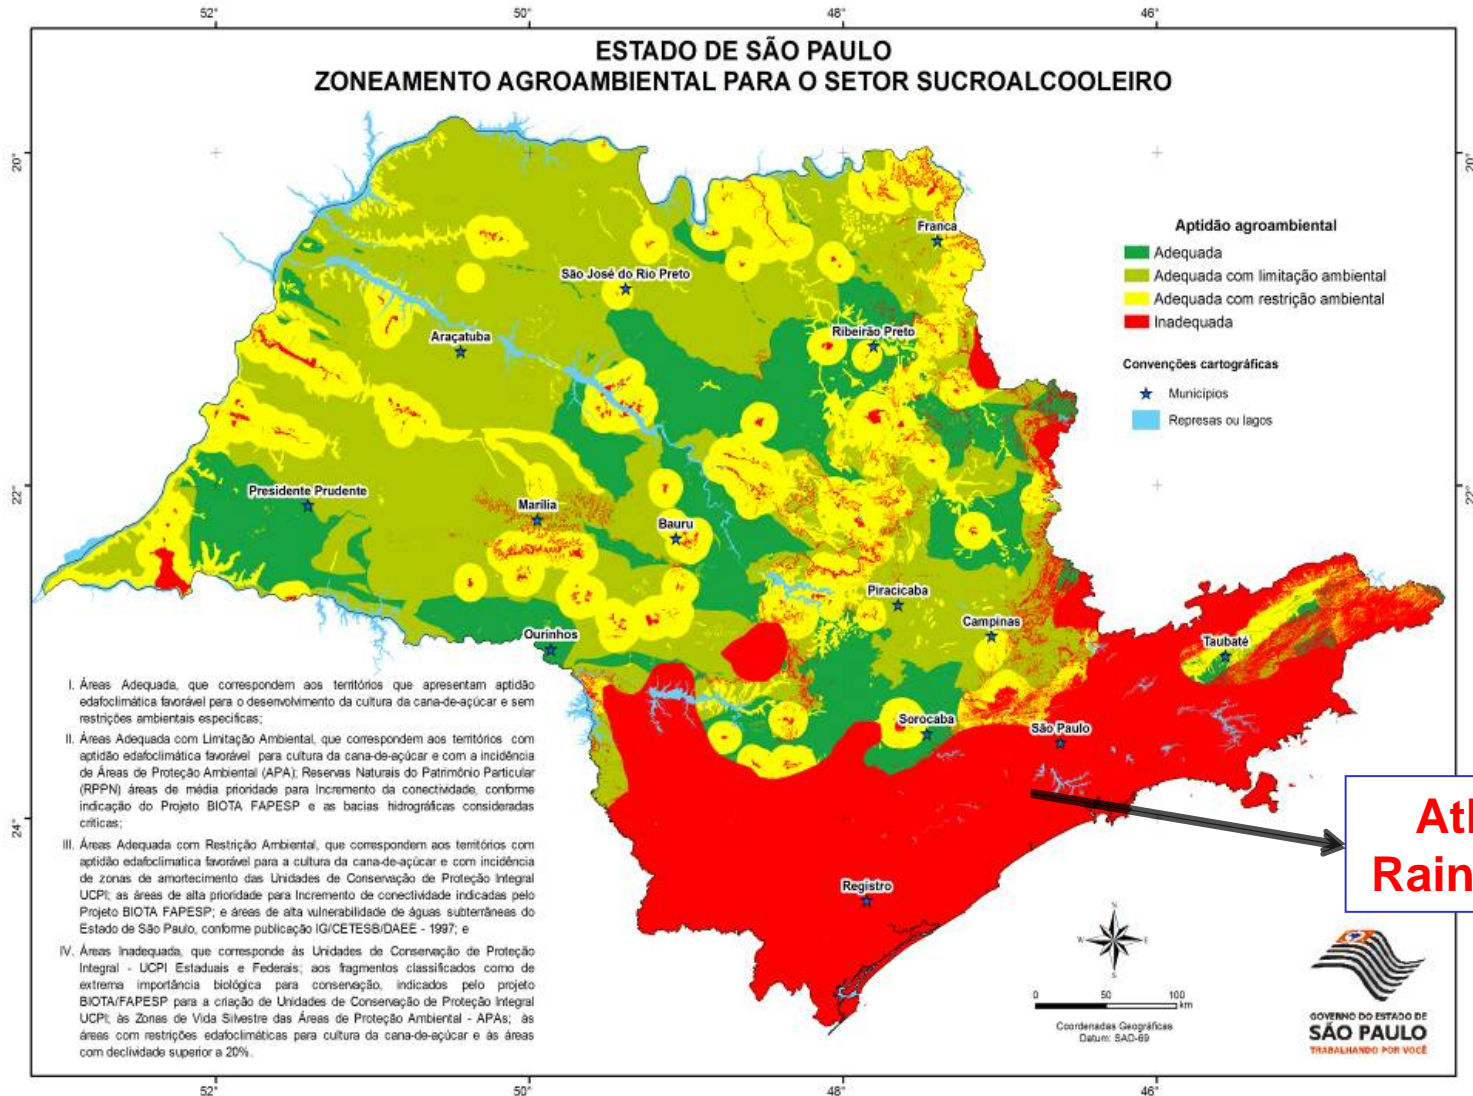 52° 50° 48° 46°
ESTADO DE SÃO PAULO
ZONEAMENTO AGROAMBIENTAL PARA O SETOR SUCROALCOOLEIRO
20° 20°
Franca
Aptidão agroambiental
Adequada
Adequada com limitação ambiental
Adequada com restrição ambiental
Inadequada
São José do Rio Preto
Ribeirão Preto
Araçatuba
Convenções cartográficas
Municípios
Represas ou lagos
22° 22°
Presidente Prudente
Marília
Bauru
Piracicaba
Campinas
Ourinhos
Taubaté
Sorocaba
São Paulo
I. Áreas Adequada, que correspondem aos territórios que apresentam aptidão
edafoclimática favorável para o desenvolvimento da cultura da cana-de-açúcar e sem
restrições ambientais especificas;
II. Áreas Adequada com Limitação Ambiental, que correspondem aos territórios com
aptidão edafoclimática favorável para cultura da cana-de-açúcar e com a incidência
de Áreas de Proteção Ambiental (APA); Reservas Naturais do Patrimônio Particular
(RPPN) áreas de média prioridade para Incremento da conectividade, conforme
indicação do Projeto BIOTA FAPESP e as bacias hidrográficas consideradas
críticas;
24°
III. Áreas Adequada com Restrição Ambiental, que correspondem aos territórios com
aptidão edafoclimatica favorável para a cultura da cana-de-açúcar e com incidência
de zonas de amortecimento das Unidades de Conservação de Proteção Integral
UCPI; as áreas de alta prioridade para Incremento de conectividade indicadas pelo
Projeto BIOTA FAPESP; e áreas de alta vulnerabilidade de águas subterrâneas do
Estado de São Paulo, conforme publicação IG/CETESB/DAEE - 1997; e
IV. Áreas Inadequada, que corresponde às Unidades de Conservação de Proteção
Integral - UCPI Estaduais e Federais; aos fragmentos classificados como de
extrema importância biológica para conservação, indicados pelo projeto
BIOTA/FAPESP para a criação de Unidades de Conservação de Proteção Integral
UCPI; às Zonas de Vida Silvestre das Áreas de Proteção Ambiental - APAs; às
áreas com restrições edafoclimáticas para cultura da cana-de-açúcar e às áreas
com declividade superior a 20%.
Atl
Rain
Registro
N
W E
S
0 50 100
km
Coordenadas Geográficas
Datum: SAD-69
GOVERNO DO ESTADO DE
SÃO PAULO
TRABALHANDO POR VOCÊ
52° 50° 48° 46°